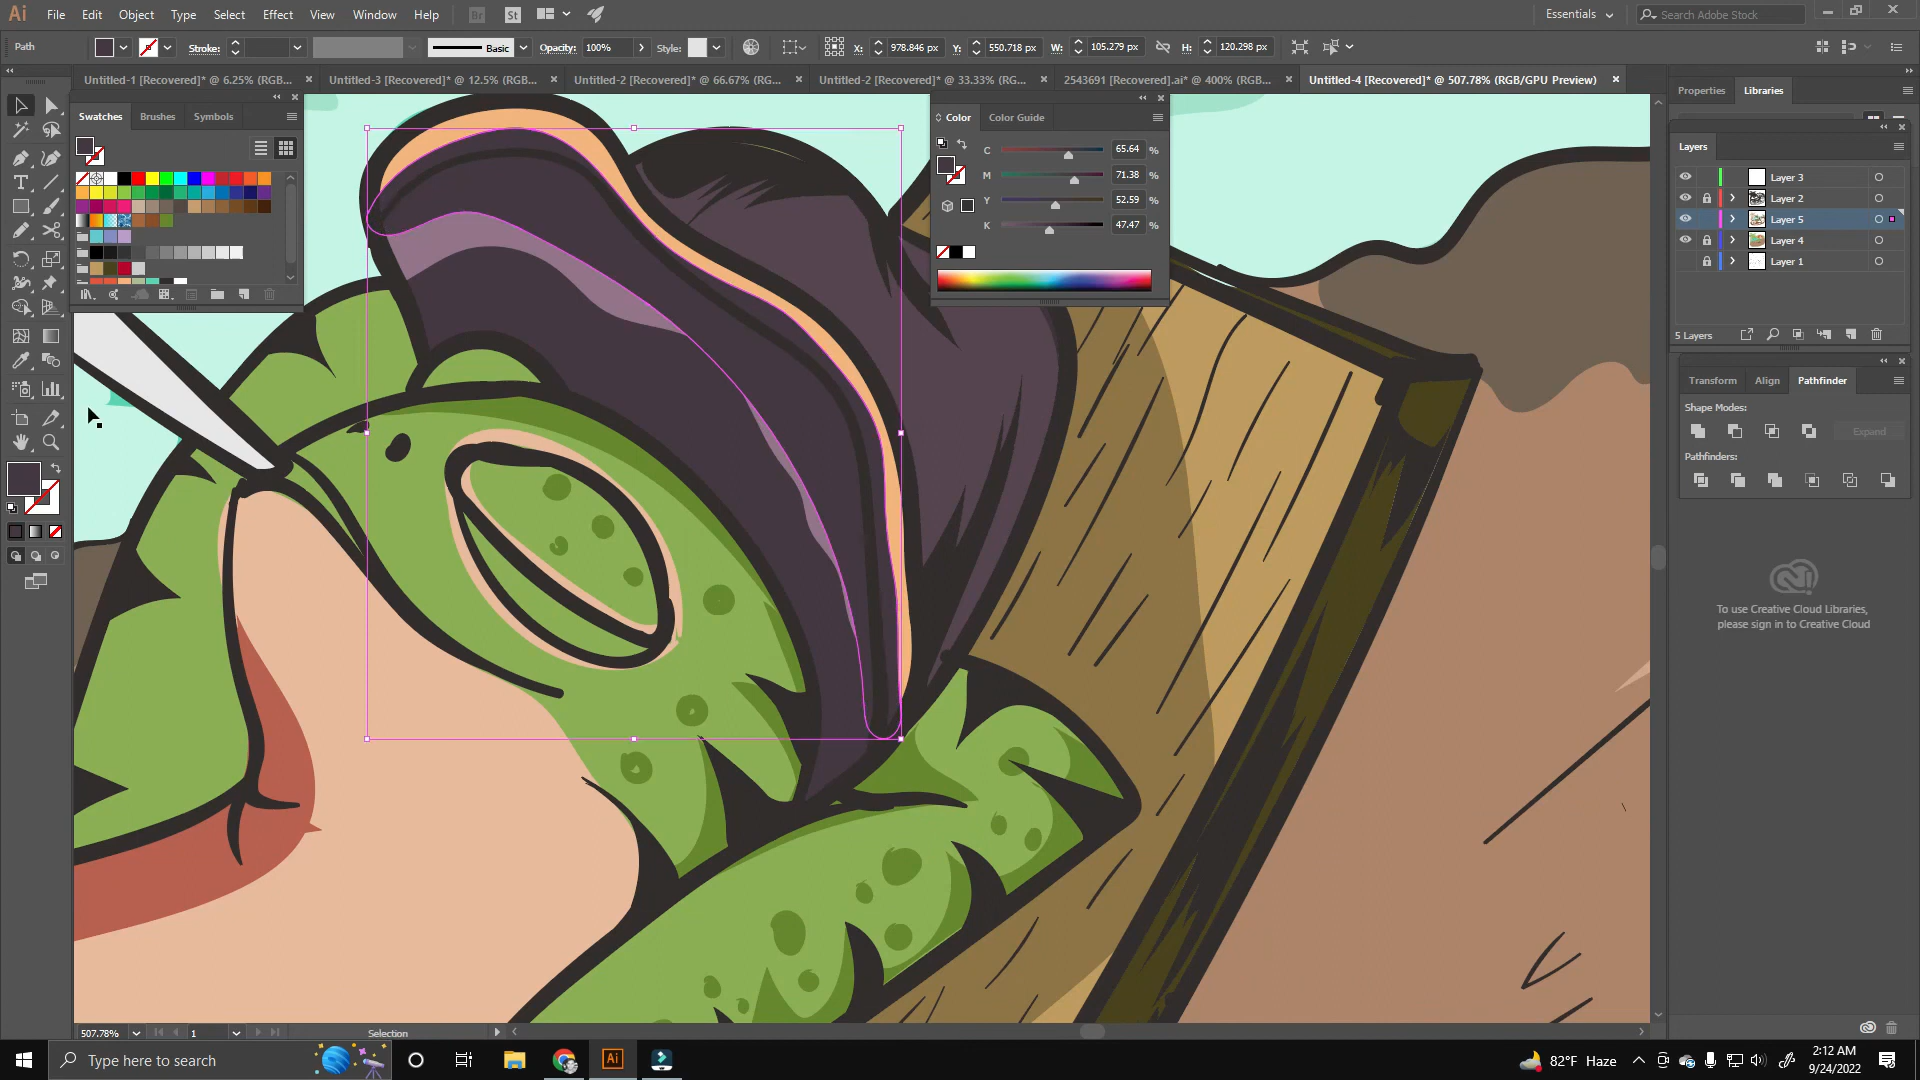 Ai File Edit Object Type Select Effect View Window Help Br St Essentials Search Adobe Stock
Path Stroke: Basic Opacity: 100% Style: X: 978.846 px Y: 550.718 px W: 105.279 px H: 120.298 px
Untitled-1 [Recovered]* @ 6.25% (RGB... Untitled-3 [Recovered]* @ 12.5% (RGB... Untitled-2 [Recovered]* @ 66.67% (RG... Untitled-2 [Recovered]* @ 33.33% (RG... 2543691 [Recovered].ai* @ 400% (RGB... Untitled-4 [Recovered]* @ 507.78% (RGB/GPU Preview)
Properties Libraries
Swatches Brushes Symbols
Color Color Guide
C 65.64 %
M 71.38 %
Y 52.59 %
K 47.47 %
Layers
Layer 3
Layer 2
Layer 5
Layer 4
Layer 1
5 Layers
Transform Align Pathfinder
Shape Modes:
Expand
Pathfinders:
To use Creative Cloud Libraries,
please sign in to Creative Cloud
507.78% 1 Selection
Type here to search
Ai
82°F Haze
2:12 AM
9/24/2022